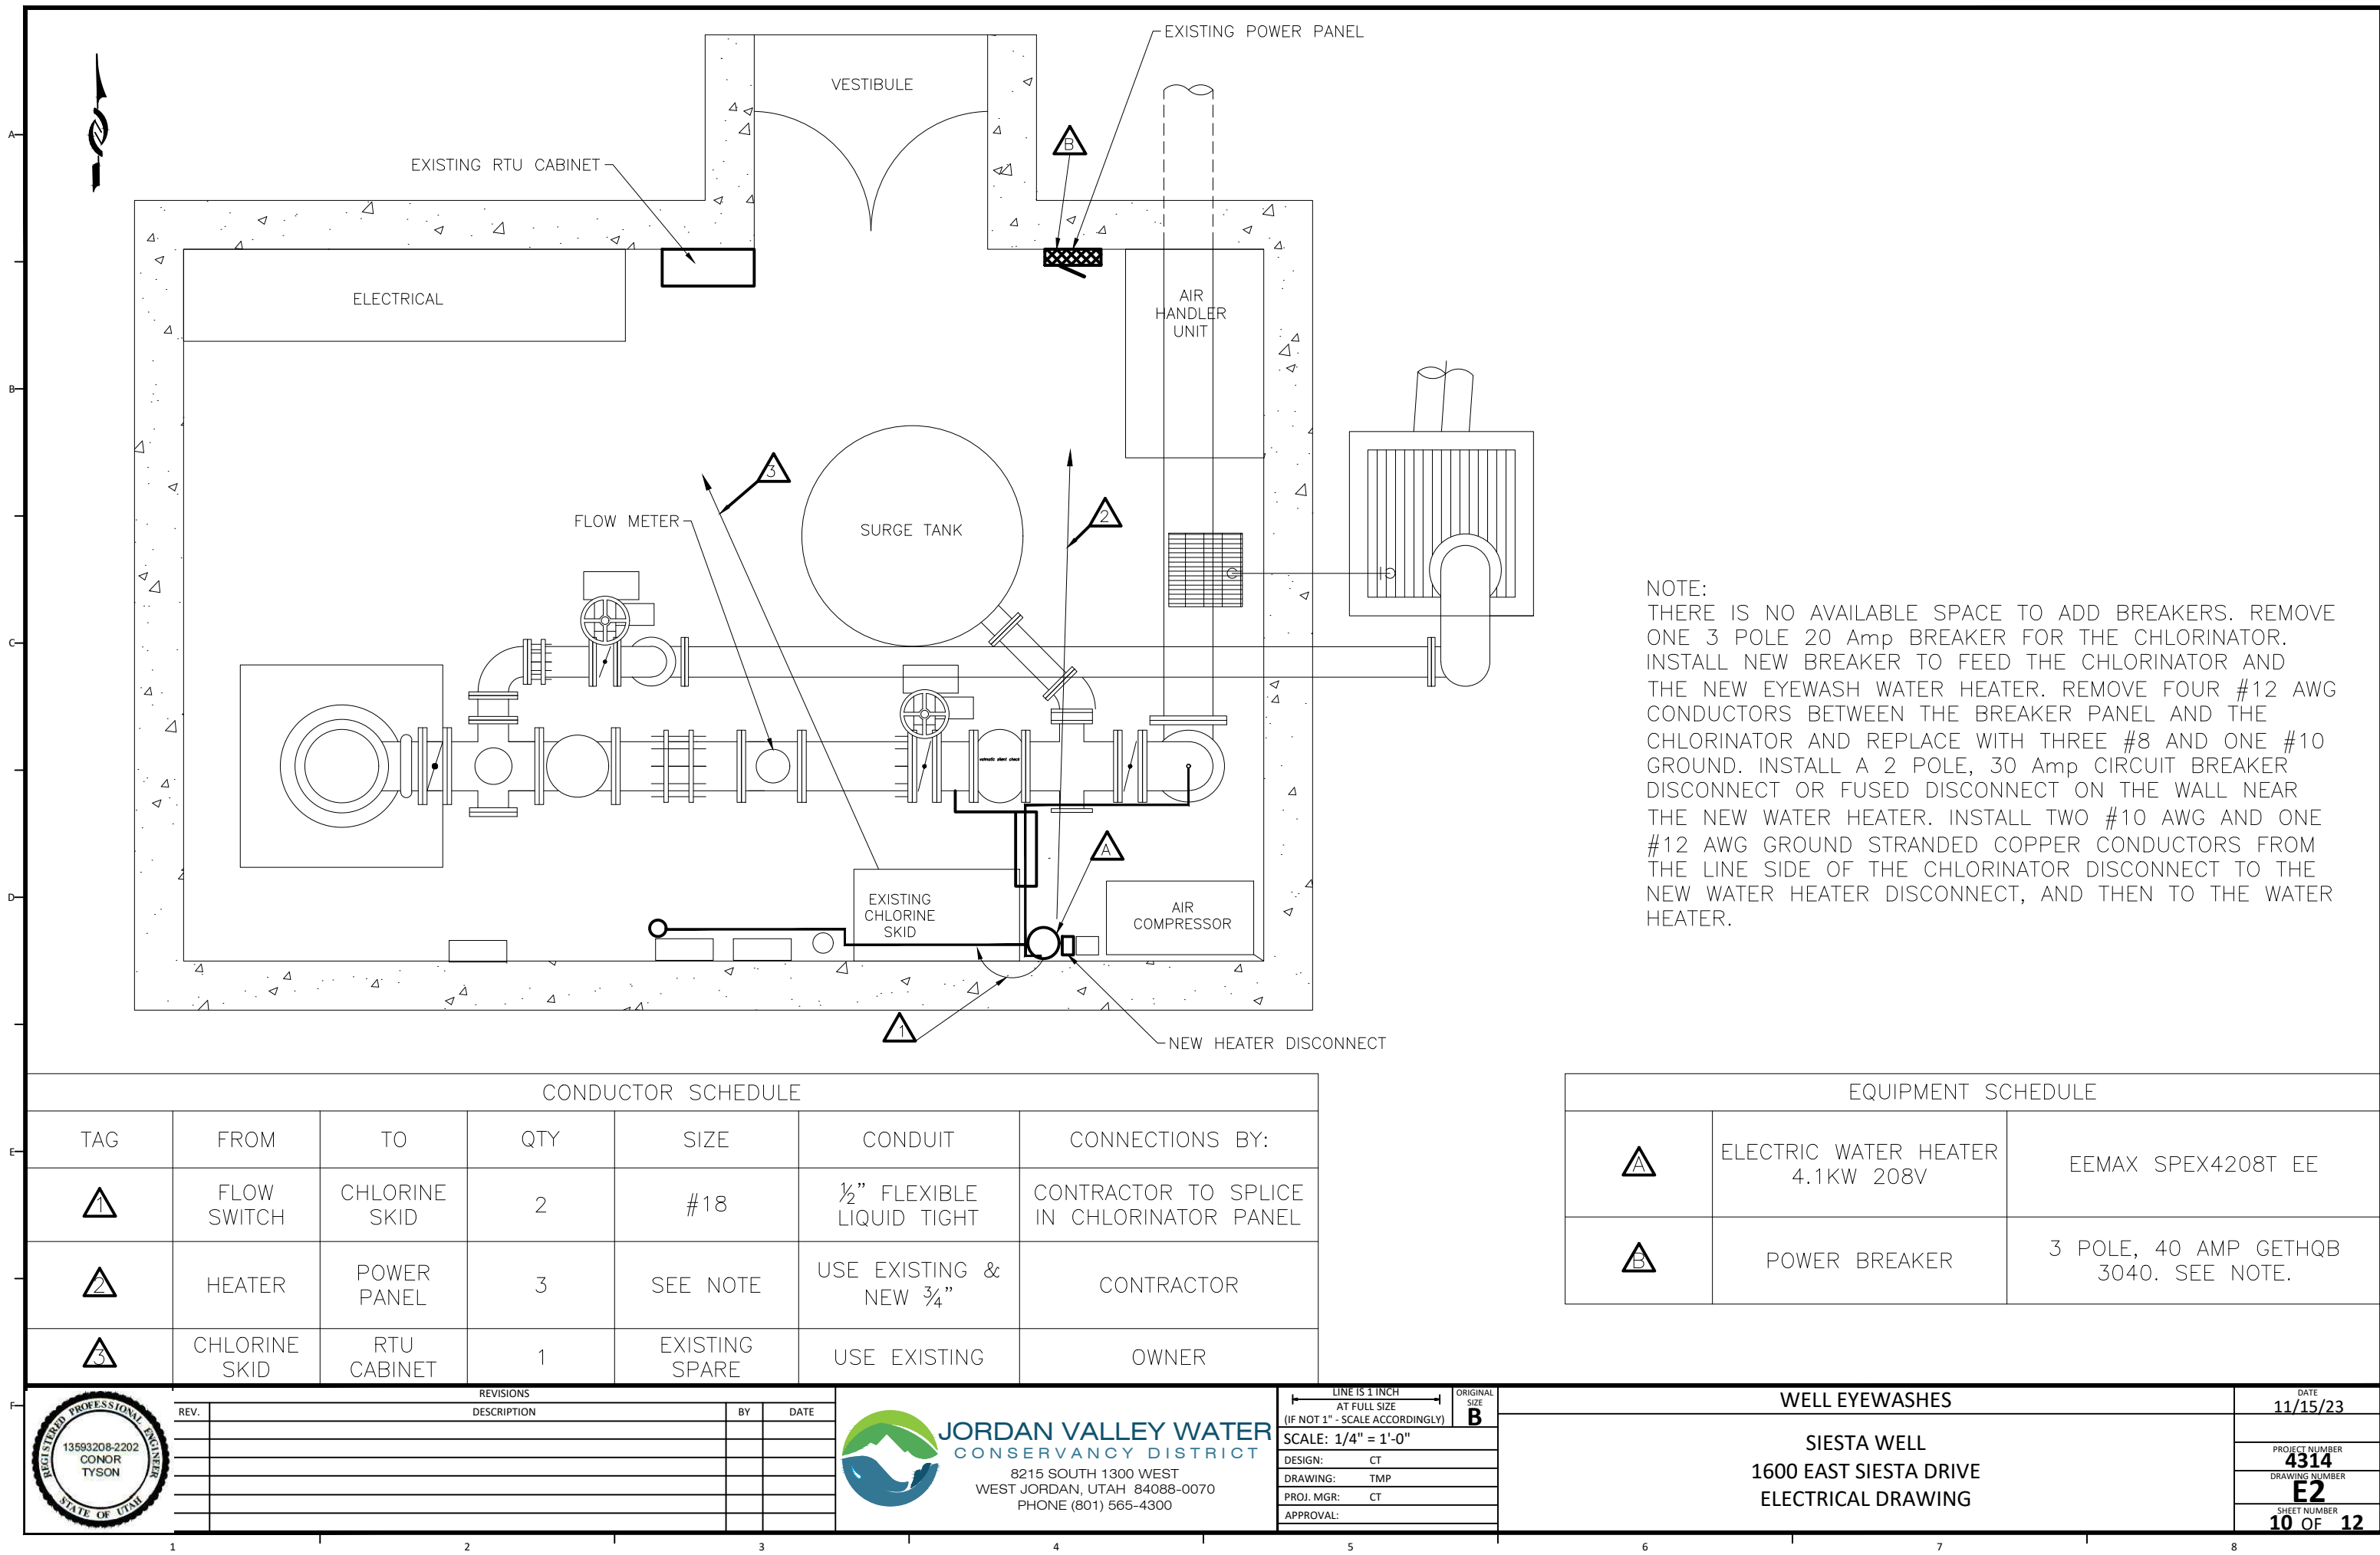 EXISTING POWER PANEL
VESTIBULE
B
EXISTING RTU CABINET
ELECTRICAL
AIR
HANDLER
UNIT
3
FLOW METER
SURGE TANK
2
NOTE:
THERE IS NO AVAILABLE SPACE TO ADD BREAKERS. REMOVE
ONE 3 POLE 20 Amp BREAKER FOR THE CHLORINATOR.
INSTALL NEW BREAKER TO FEED THE CHLORINATOR AND
THE NEW EYEWASH WATER HEATER. REMOVE FOUR #12 AWG
CONDUCTORS BETWEEN THE BREAKER PANEL AND THE
CHLORINATOR AND REPLACE WITH THREE #8 AND ONE #10
GROUND. INSTALL A 2 POLE, 30 Amp CIRCUIT BREAKER
DISCONNECT OR FUSED DISCONNECT ON THE WALL NEAR
THE NEW WATER HEATER. INSTALL TWO #10 AWG AND ONE
#12 AWG GROUND STRANDED COPPER CONDUCTORS FROM
THE LINE SIDE OF THE CHLORINATOR DISCONNECT TO THE
NEW WATER HEATER DISCONNECT, AND THEN TO THE WATER
HEATER.
A
EXISTING
CHLORINE
SKID
AIR
COMPRESSOR
1
NEW HEATER DISCONNECT
CONDUCTOR SCHEDULE
TAG FROM TO QTY SIZE CONDUIT CONNECTIONS BY:
1 FLOW SWITCH CHLORINE SKID 2 #18 ½" FLEXIBLE LIQUID TIGHT CONTRACTOR TO SPLICE IN CHLORINATOR PANEL
2 HEATER POWER PANEL 3 SEE NOTE USE EXISTING & NEW ¾" CONTRACTOR
3 CHLORINE SKID RTU CABINET 1 EXISTING SPARE USE EXISTING OWNER
EQUIPMENT SCHEDULE
A ELECTRIC WATER HEATER 4.1KW 208V EEMAX SPEX4208T EE
B POWER BREAKER 3 POLE, 40 AMP GETHQB 3040. SEE NOTE.
REGISTERED PROFESSIONAL ENGINEER
13593208-2202
CONOR
TYSON
STATE OF UTAH
REVISIONS
REV. DESCRIPTION BY DATE
JORDAN VALLEY WATER
CONSERVANCY DISTRICT
8215 SOUTH 1300 WEST
WEST JORDAN, UTAH 84088-0070
PHONE (801) 565-4300
LINE IS 1 INCH
AT FULL SIZE
(IF NOT 1" - SCALE ACCORDINGLY)
ORIGINAL
SIZE
B
SCALE: 1/4" = 1'-0"
DESIGN: CT
DRAWING: TMP
PROJ. MGR: CT
APPROVAL:
WELL EYEWASHES
SIESTA WELL
1600 EAST SIESTA DRIVE
ELECTRICAL DRAWING
DATE
11/15/23
PROJECT NUMBER
4314
DRAWING NUMBER
E2
SHEET NUMBER
10 OF 12
A
B
C
D
E
F
1 2 3 4 5 6 7 8